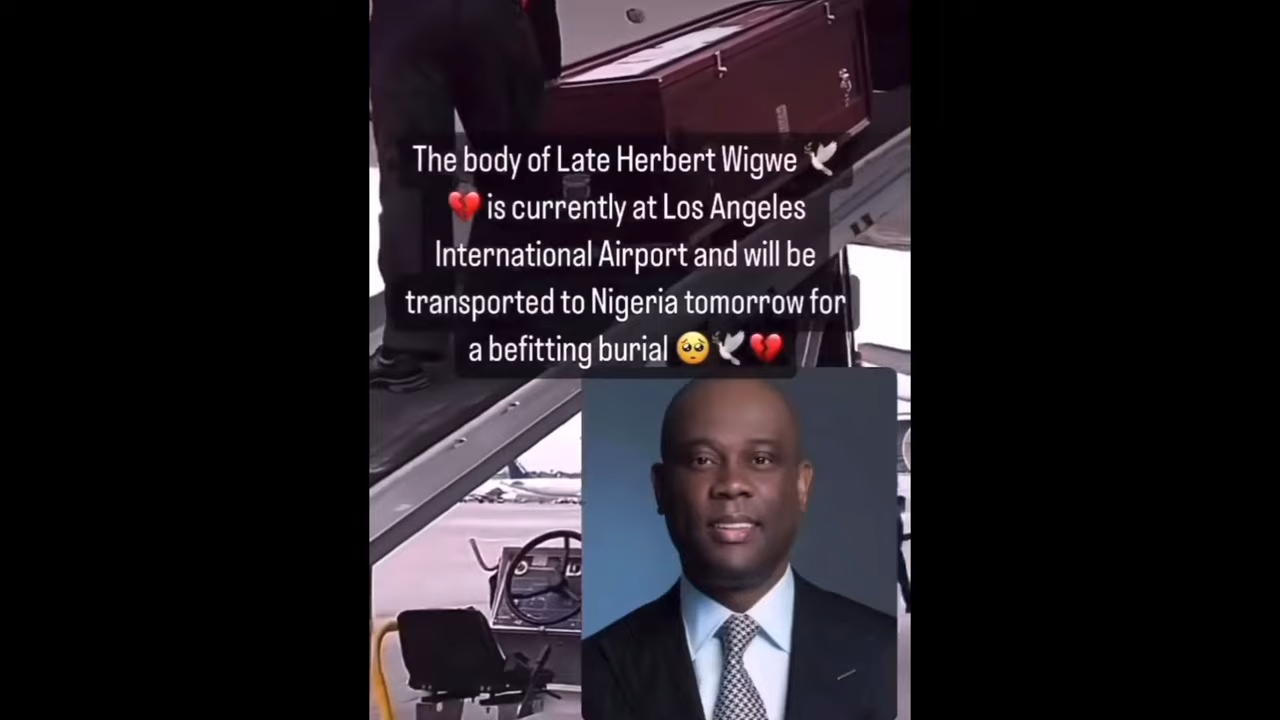 The body of Late Herbert Wigwe 🕊️
💔 is currently at Los Angeles
International Airport and will be
transported to Nigeria tomorrow for
a befitting burial 🥺🕊️💔